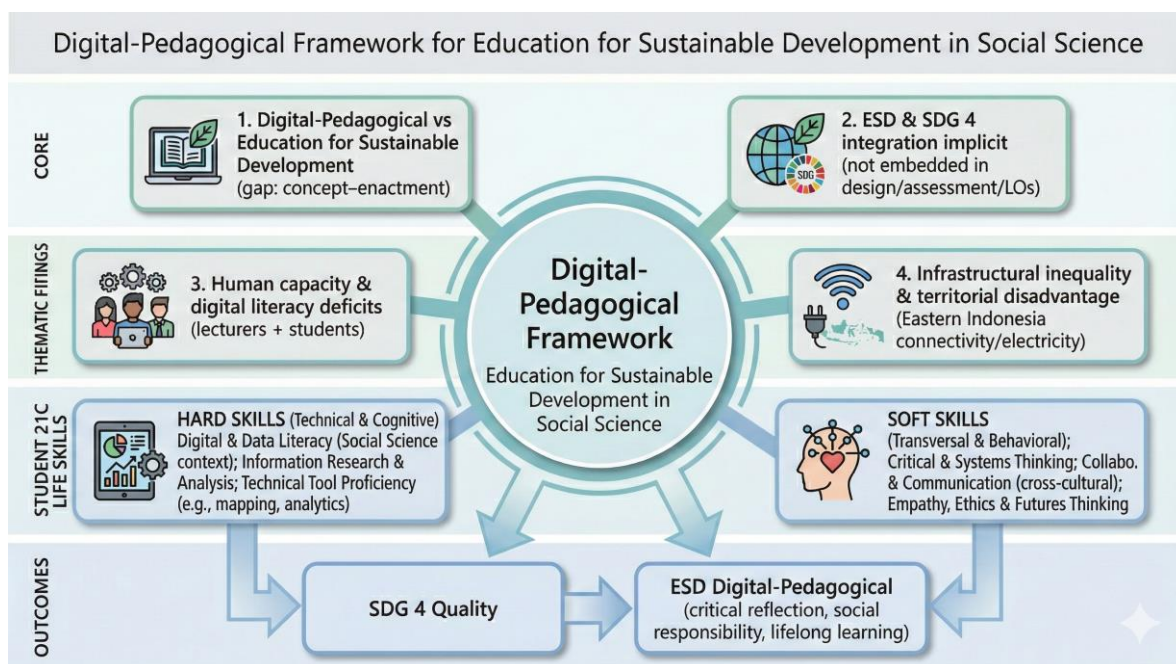 Digital-Pedagogical Framework for Education for Sustainable Development in Social Science
CORE
1. Digital-Pedagogical vs
Education for Sustainable
Development
(gap: concept–enactment)
SDG
2. ESD & SDG 4
integration implicit
(not embedded in
design/assessment/LOs)
THEMATIC FIINGS
3. Human capacity &
digital literacy deficits
(lecturers + students)
Digital-
Pedagogical
Framework
Education for Sustainable
Development in
Social Science
4. Infrastructural inequality
& territorial disadvantage
(Eastern Indonesia
connectivity/electricity)
STUDENT 21C
LIFE SKILLS
HARD SKILLS (Technical & Cognitive)
Digital & Data Literacy (Social Science
context); Information Research &
Analysis; Technical Tool Proficiency
(e.g., mapping, analytics)
SOFT SKILLS
(Transversal & Behavioral);
Critical & Systems Thinking; Collabo.
& Communication (cross-cultural);
Empathy, Ethics & Futures Thinking
OUTCOMES
SDG 4 Quality
ESD Digital-Pedagogical
(critical reflection, social
responsibility, lifelong learning)